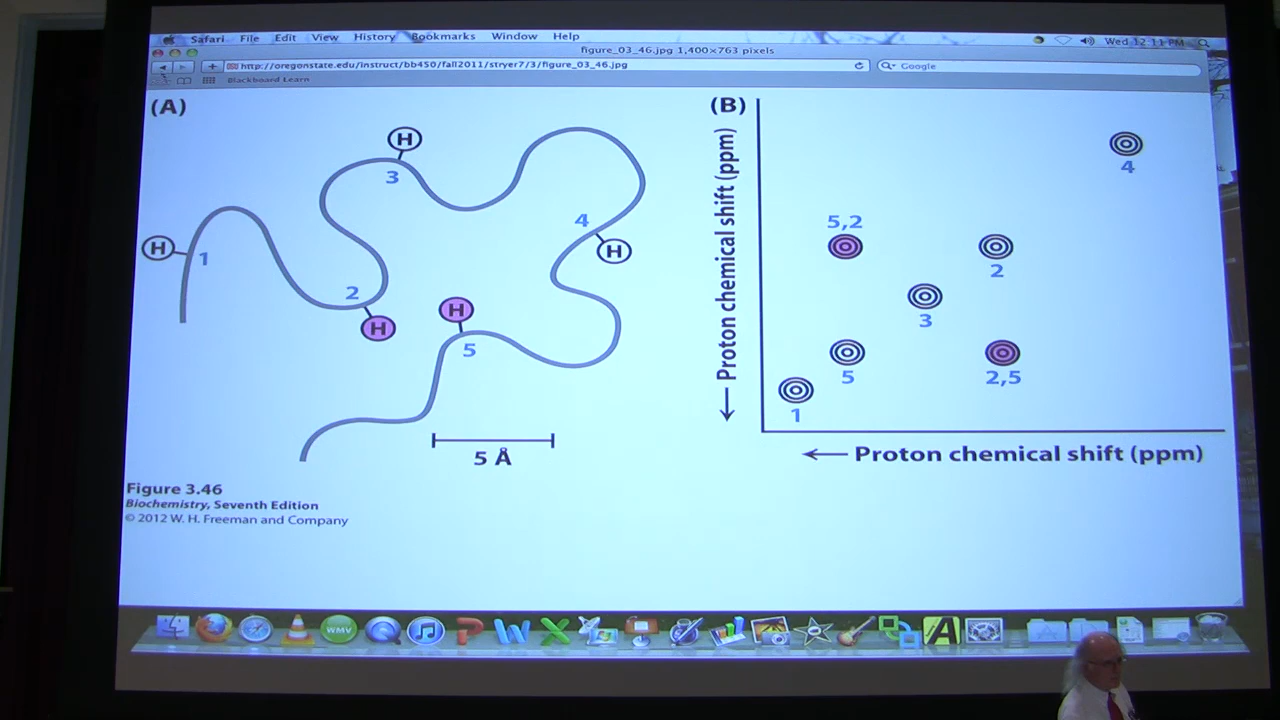 Safari File Edit View History Bookmarks Window Help
Wed 12:11 PM
figure_03_46.jpg 1,400×763 pixels
http://oregonstate.edu/instruct/bb450/fall2011/stryer7/3/figure_03_46.jpg
Google
Blackboard Learn
(A)
H
3
H
1
4
H
2
H
H
5
5 Å
(B)
Proton chemical shift (ppm)
4
5,2
2
3
5
2,5
1
Proton chemical shift (ppm)
Figure 3.46
Biochemistry, Seventh Edition
© 2012 W. H. Freeman and Company
WMV